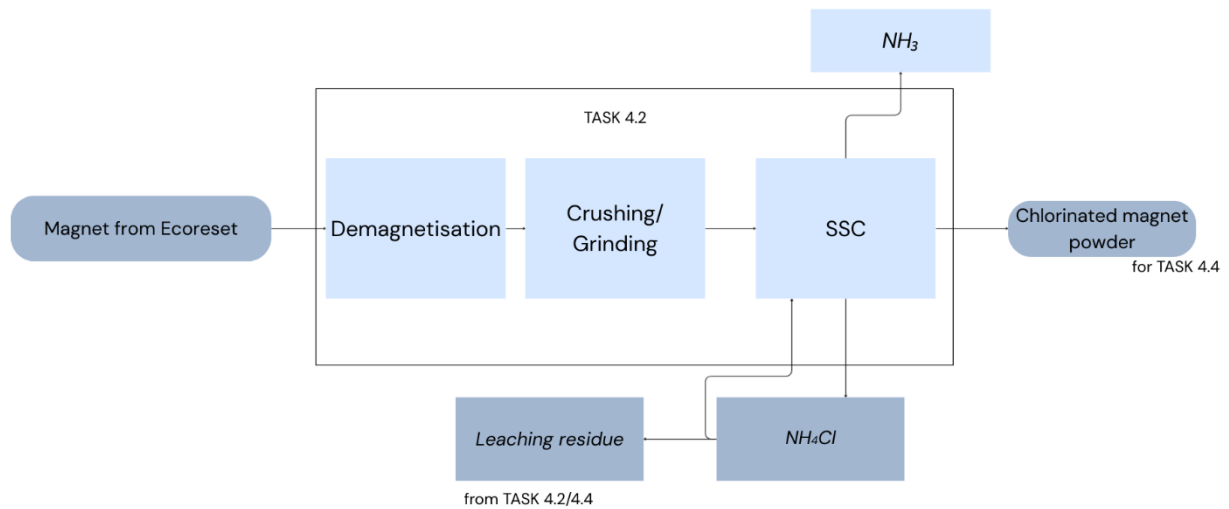 NH₃
TASK 4.2
Magnet from Ecoreset
Demagnetisation
Crushing/
Grinding
SSC
Chlorinated magnet
powder
for TASK 4.4
Leaching residue
NH₄Cl
from TASK 4.2/4.4